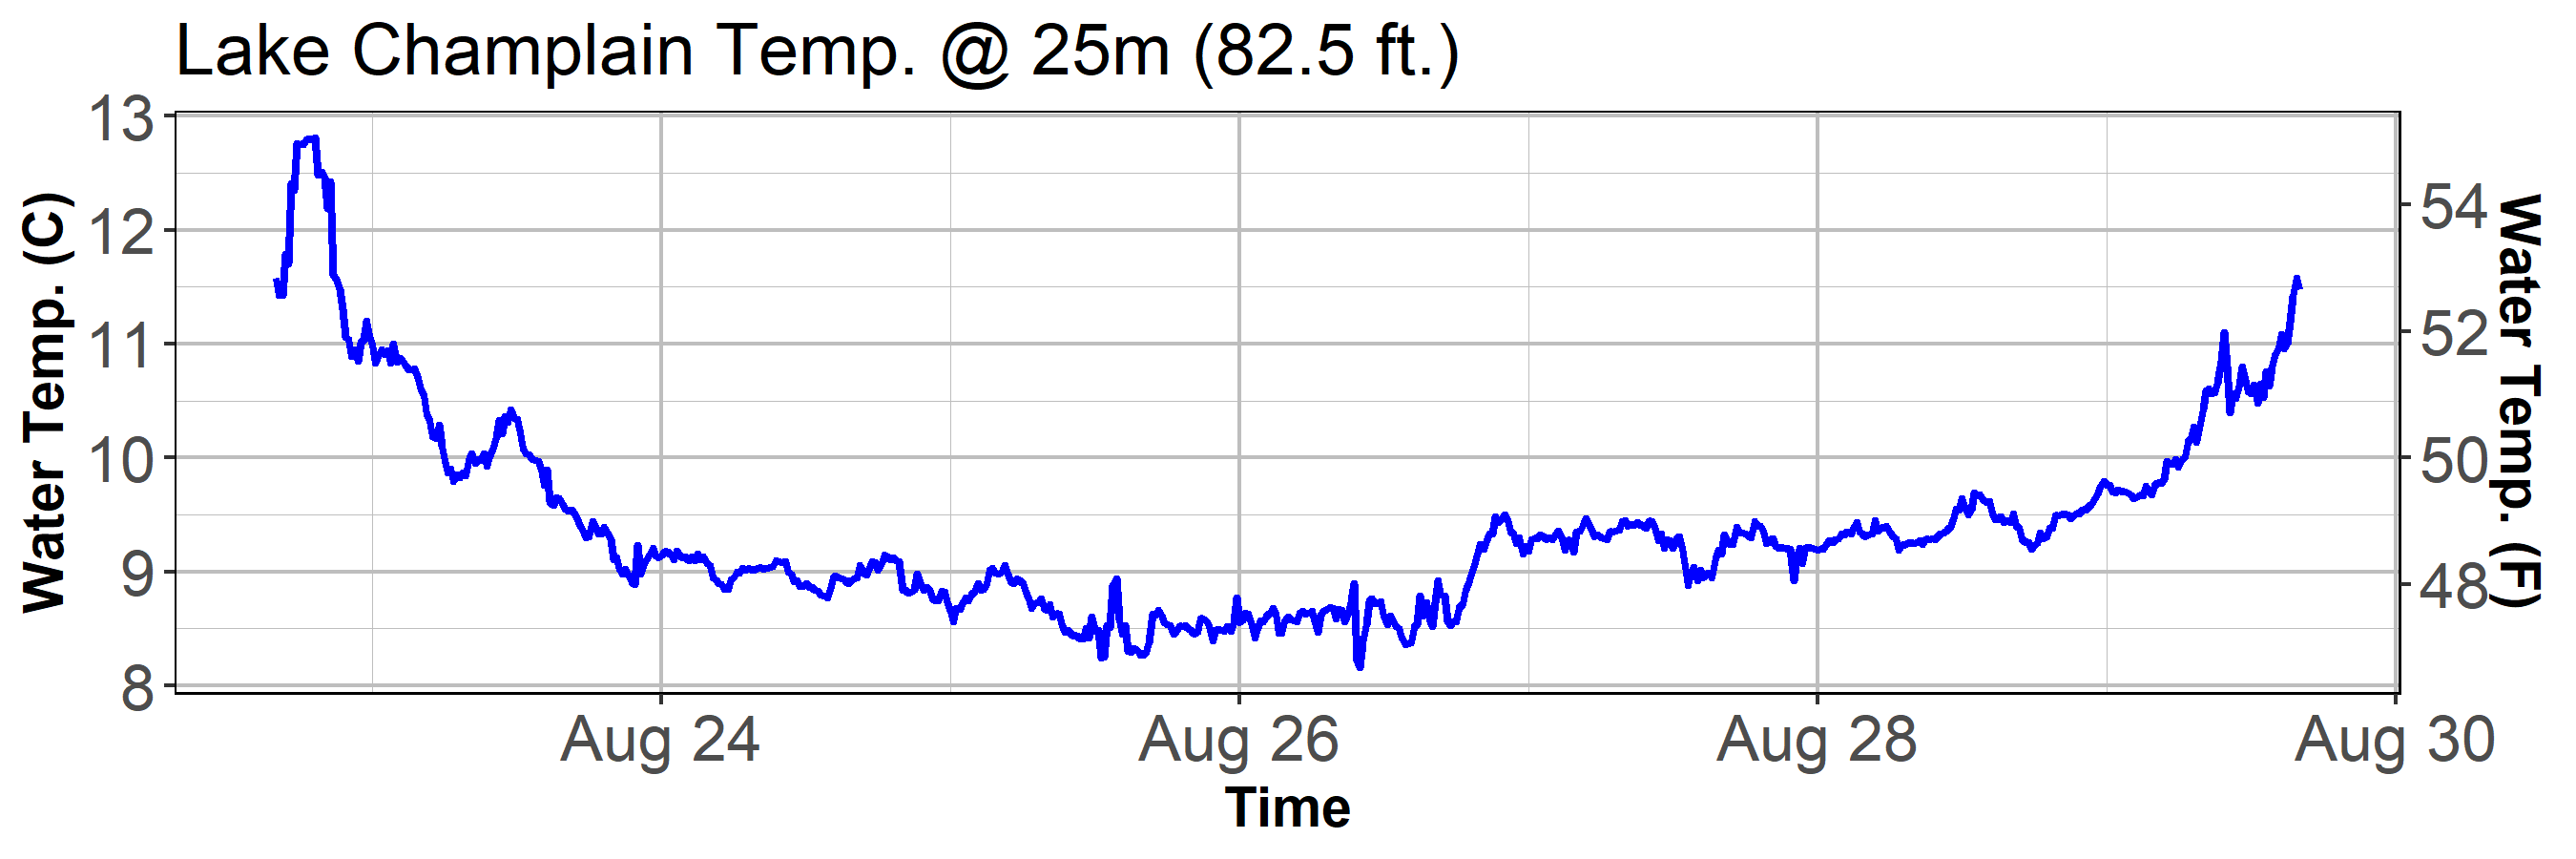 Lake Champlain Temp. @ 25m (82.5 ft.)
Water Temp. (C)
13
12
11
10
9
8
54
52
50
48
Water Temp. (F)
Aug 24
Aug 26
Aug 28
Aug 30
Time